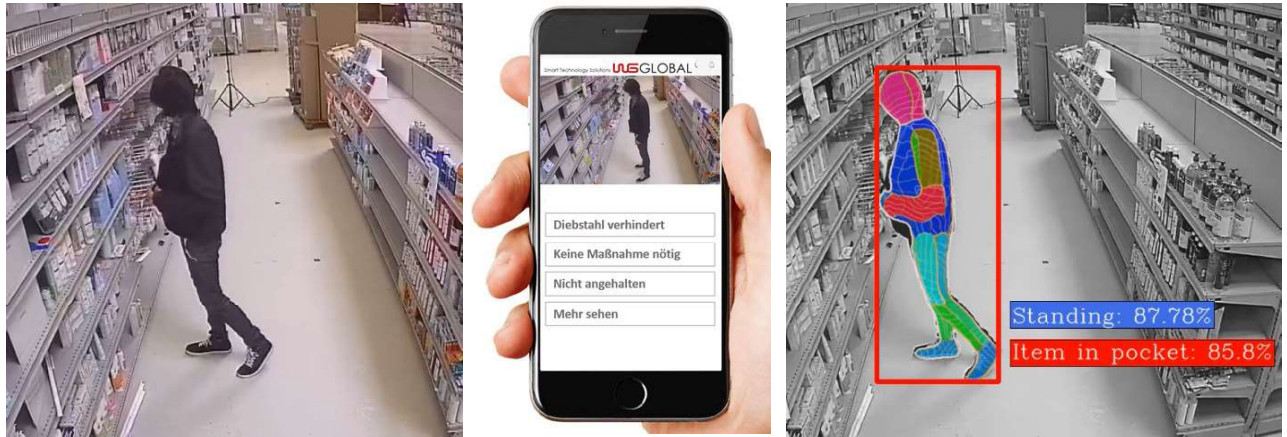 Smart Technology Solutions WSGLOBAL
Diebstahl verhindert
Keine Maßnahme nötig
Nicht angehalten
Mehr sehen
Standing: 87.78%
Item in pocket: 85.8%